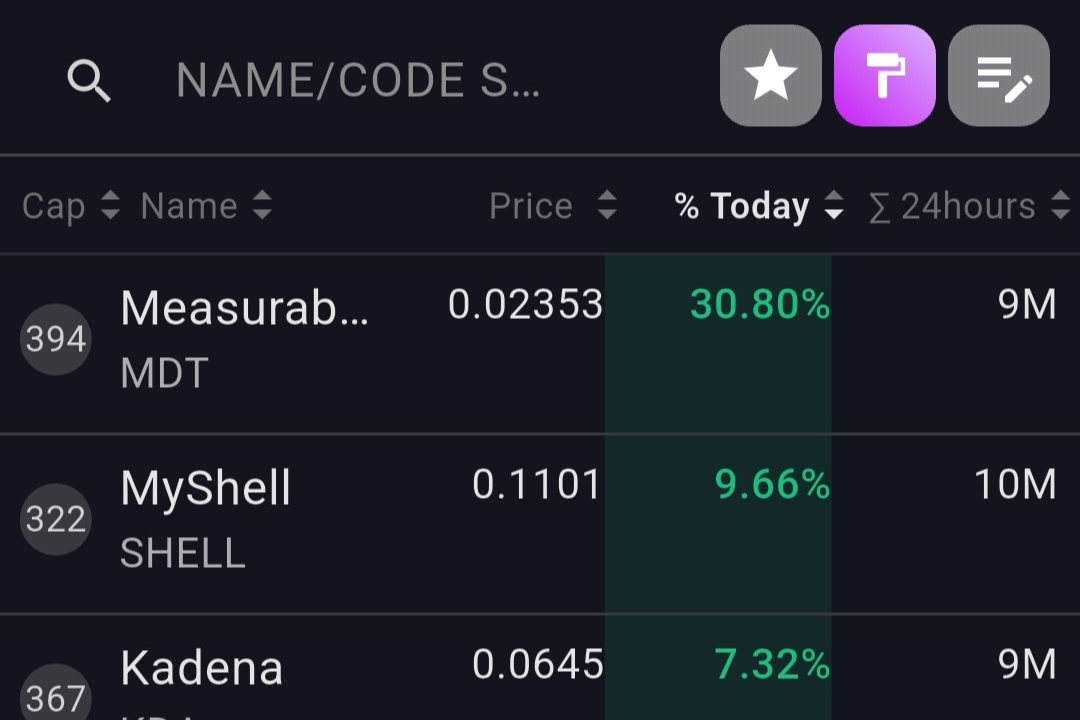 NAME/CODE S...
Cap Name Price % Today ∑ 24hours
394 Measurab... 0.02353 30.80% 9M
MDT
322 MyShell 0.1101 9.66% 10M
SHELL
367 Kadena 0.0645 7.32% 9M